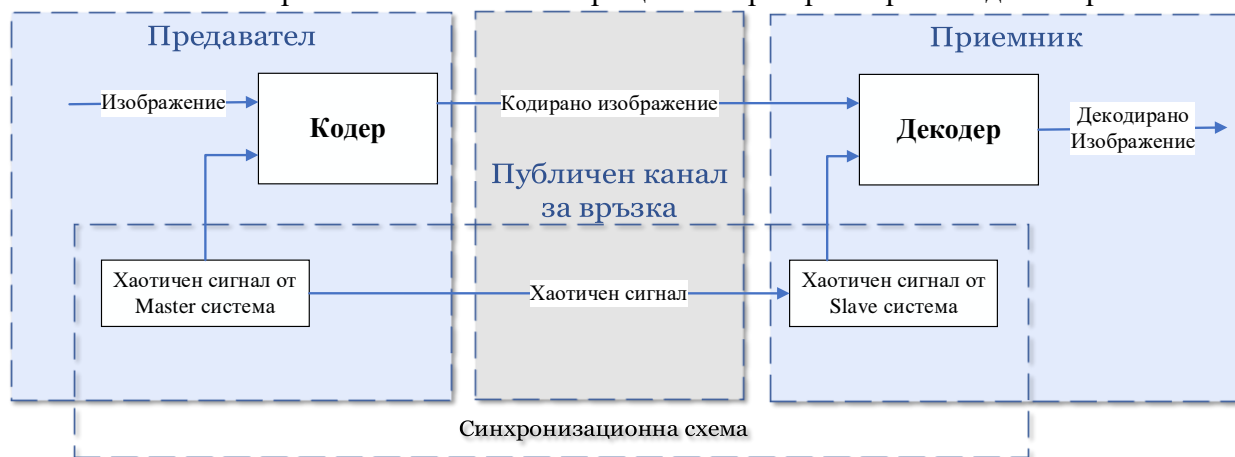 Предавател
Приемник
Изображение
Кодер
Кодирано изображение
Декодер
Декодирано
Изображение
Публичен канал
за връзка
Хаотичен сигнал от
Master система
Хаотичен сигнал
Хаотичен сигнал от
Slave система
Синхронизационна схема